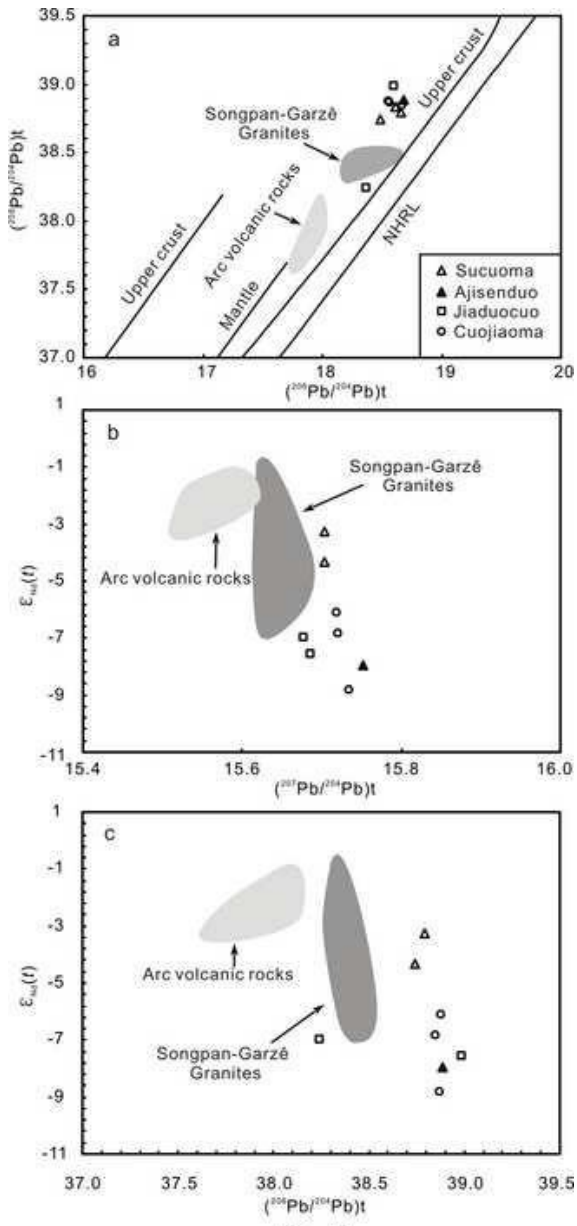 39.5
a
39.0
Songpan-Garzê
Granites
Upper crust
38.5
(²⁰⁸Pb/²⁰⁴Pb)t
Arc volcanic rocks
38.0
Upper crust
NHRL
37.5
Mantle
Sucuoma
Ajisenduo
Jiaduocuo
Cuojiaoma
37.0
16 17 18 19 20
(²⁰⁶Pb/²⁰⁴Pb)t
1
b
-1
Songpan-Garzê
Granites
-3
Arc volcanic rocks
-5
εNd(t)
-7
-9
-11
15.4 15.6 15.8 16.0
(²⁰⁷Pb/²⁰⁴Pb)t
1
c
-1
-3
Arc volcanic rocks
-5
εNd(t)
-7
Songpan-Garzê
Granites
-9
-11
37.0 37.5 38.0 38.5 39.0 39.5
(²⁰⁸Pb/²⁰⁴Pb)t